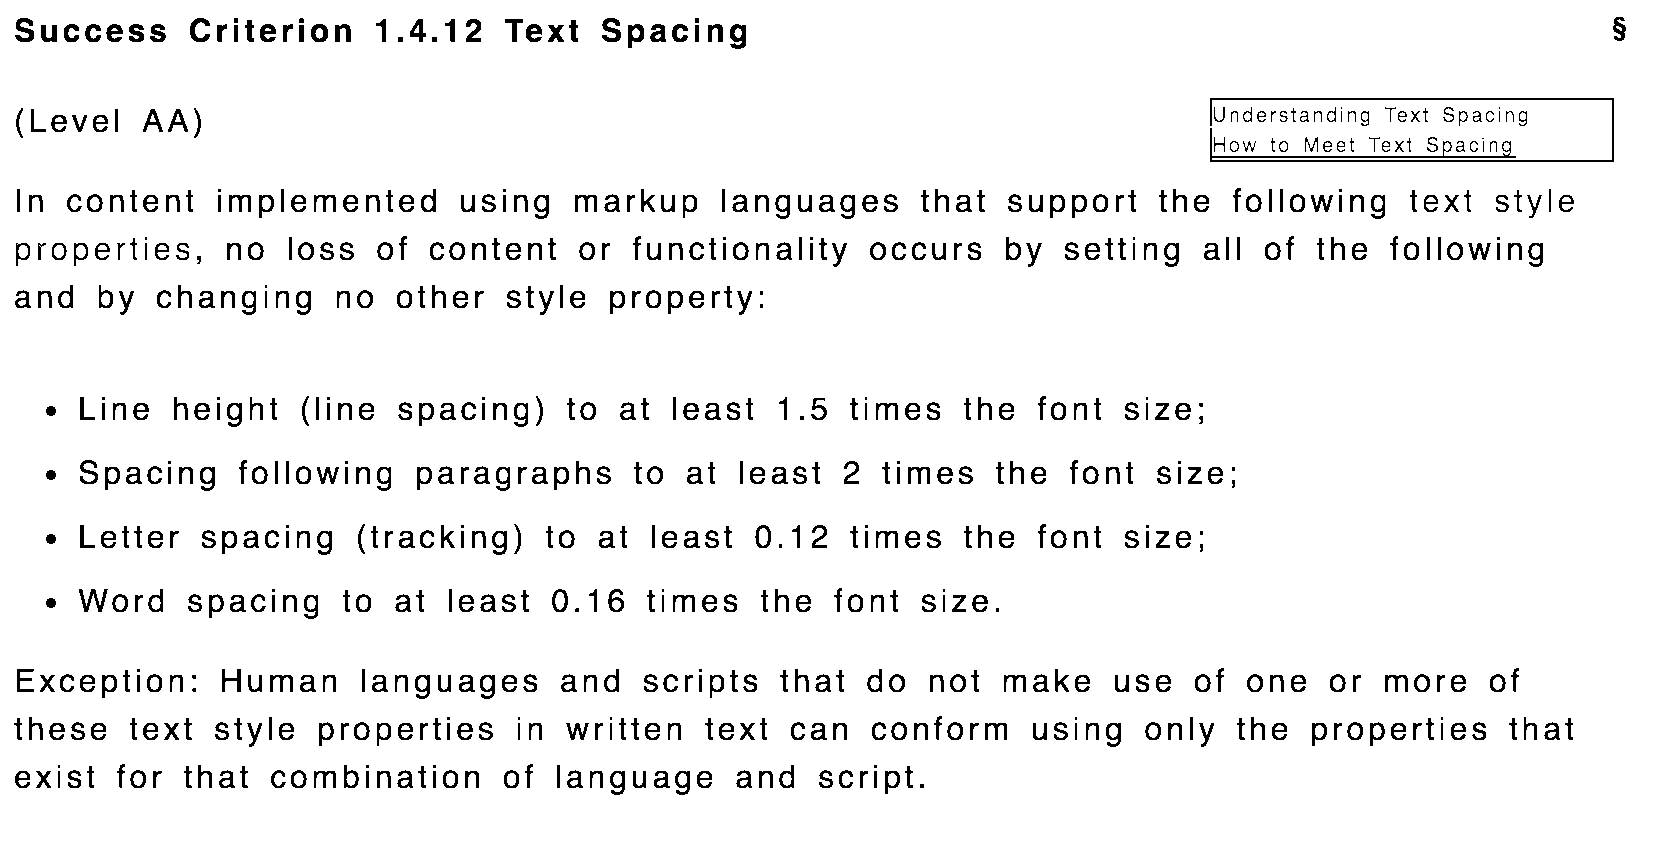 Success Criterion 1.4.12 Text Spacing §
(Level AA)
Understanding Text Spacing
How to Meet Text Spacing
In content implemented using markup languages that support the following text style
properties, no loss of content or functionality occurs by setting all of the following
and by changing no other style property:
• Line height (line spacing) to at least 1.5 times the font size;
• Spacing following paragraphs to at least 2 times the font size;
• Letter spacing (tracking) to at least 0.12 times the font size;
• Word spacing to at least 0.16 times the font size.
Exception: Human languages and scripts that do not make use of one or more of
these text style properties in written text can conform using only the properties that
exist for that combination of language and script.